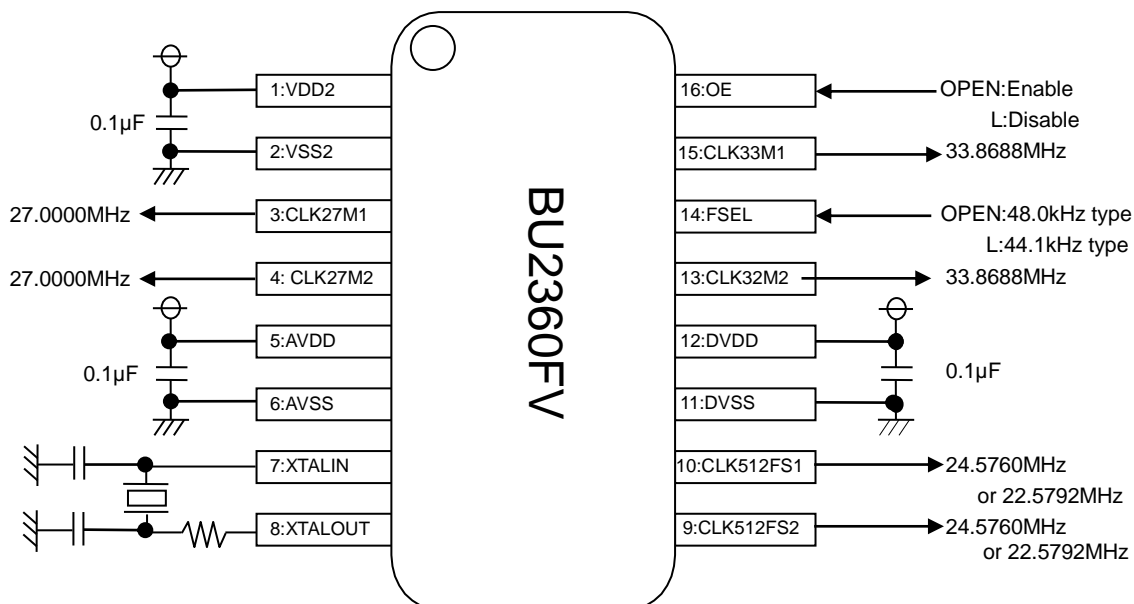 1:VDD2
0.1µF
2:VSS2
27.0000MHz
3:CLK27M1
27.0000MHz
4: CLK27M2
5:AVDD
0.1µF
6:AVSS
7:XTALIN
8:XTALOUT
BU2360FV
16:OE
OPEN:Enable
L:Disable
15:CLK33M1
33.8688MHz
14:FSEL
OPEN:48.0kHz type
L:44.1kHz type
13:CLK32M2
33.8688MHz
12:DVDD
0.1µF
11:DVSS
10:CLK512FS1
24.5760MHz
or 22.5792MHz
9:CLK512FS2
24.5760MHz
or 22.5792MHz